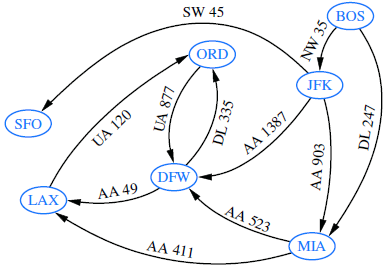 SW 45
BOS
NW 35
ORD
JFK
UA 877
DL 335
SFO
UA 120
AA 1387
DL 247
AA 903
DFW
AA 49
LAX
AA 523
AA 411
MIA